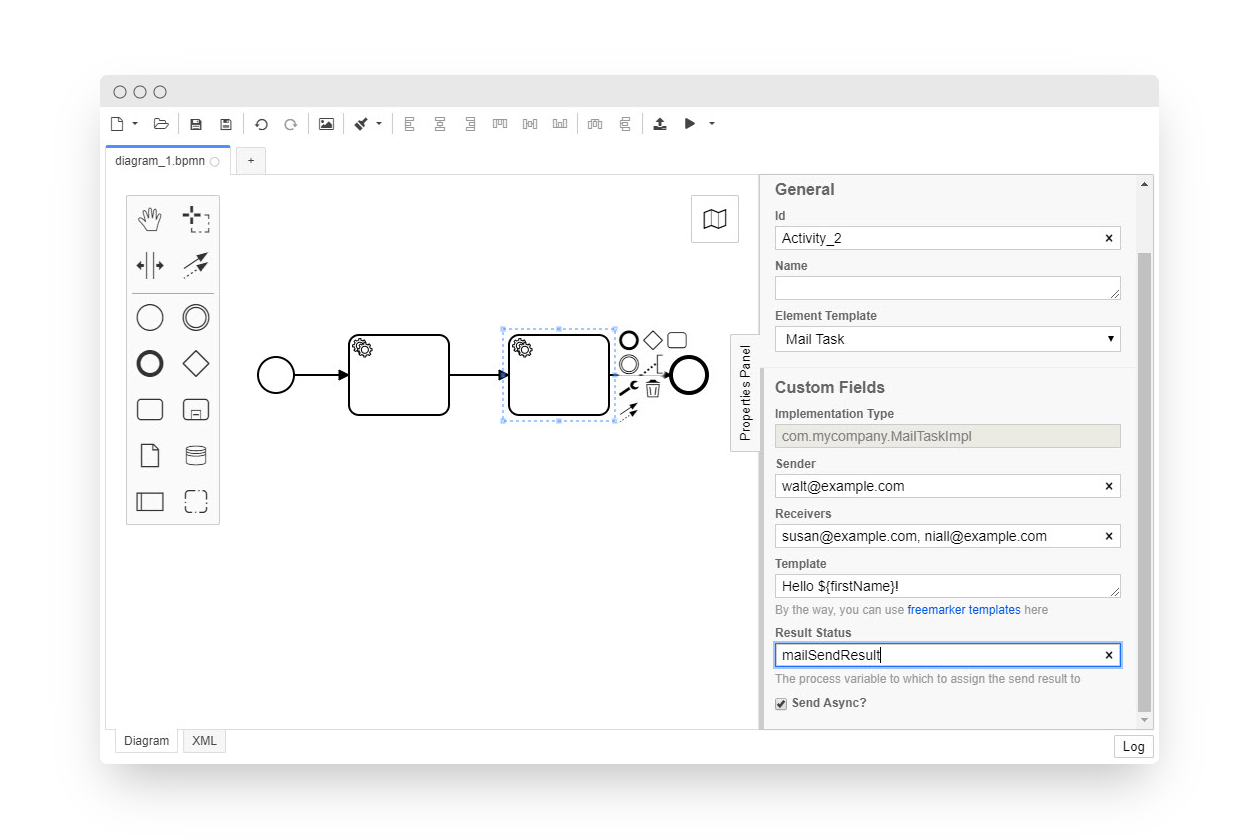 diagram_1.bpmn
+
Properties Panel
General
Id
Activity_2
Name
Element Template
Mail Task
Custom Fields
Implementation Type
com.mycompany.MailTaskImpl
Sender
walt@example.com
Receivers
susan@example.com, niall@example.com
Template
Hello ${firstName}!
By the way, you can use freemarker templates here
Result Status
mailSendResult
The process variable to which to assign the send result to
Send Async?
Diagram
XML
Log